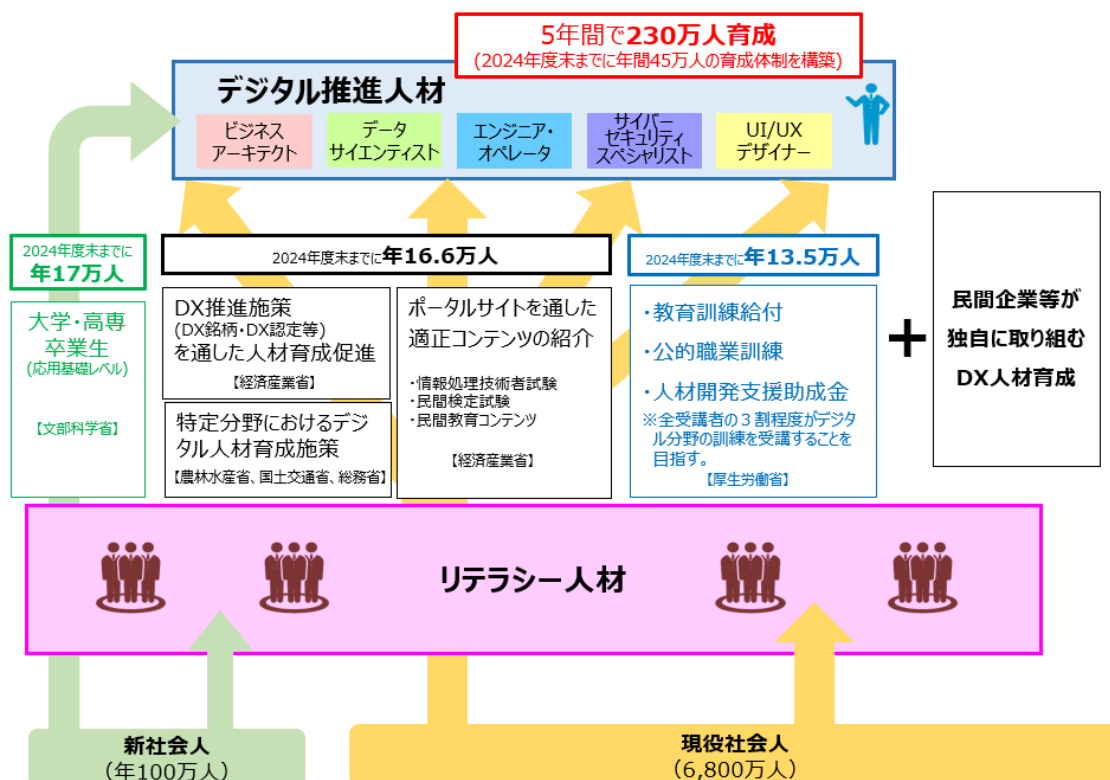 5年間で230万人育成
(2024年度末までに年間45万人の育成体制を構築)
デジタル推進人材
ビジネス
アーキテクト
データ
サイエンティスト
エンジニア・
オペレータ
サイバー
セキュリティ
スペシャリスト
UI/UX
デザイナー
2024年度末までに
年17万人
大学・高専
卒業生
(応用基礎レベル)
【文部科学省】
2024年度末までに年16.6万人
DX推進施策
(DX銘柄・DX認定等)
を通した人材育成促進
【経済産業省】
特定分野におけるデジ
タル人材育成施策
【農林水産省、国土交通省、総務省】
ポータルサイトを通した
適正コンテンツの紹介
・情報処理技術者試験
・民間検定試験
・民間教育コンテンツ
【経済産業省】
2024年度末までに年13.5万人
・教育訓練給付
・公的職業訓練
・人材開発支援助成金
※全受講者の３割程度がデジタ
ル分野の訓練を受講することを
目指す。
【厚生労働省】
+
民間企業等が
独自に取り組む
DX人材育成
リテラシー人材
新社会人
(年100万人)
現役社会人
(6,800万人)